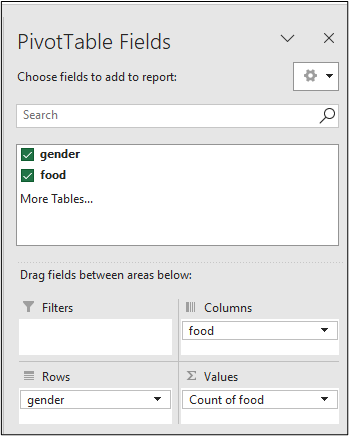 PivotTable Fields
Choose fields to add to report:
Search
gender
food
More Tables...
Drag fields between areas below:
Filters
Columns
food
Rows
Values
gender
Count of food